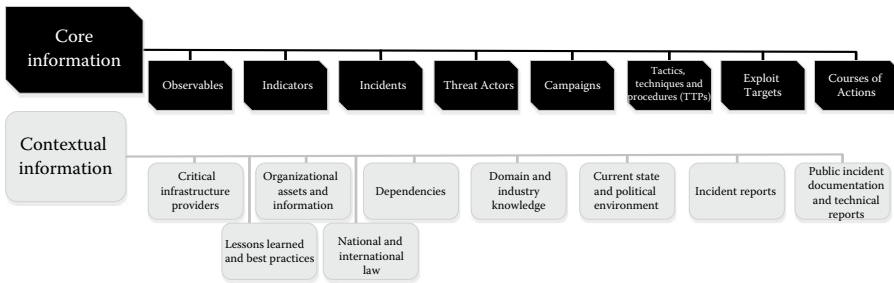 Core
information
Observables
Indicators
Incidents
Threat Actors
Campaigns
Tactics,
techniques and
procedures (TTPs)
Exploit
Targets
Courses of
Actions
Contextual
information
Critical
infrastructure
providers
Organizational
assets and
information
Dependencies
Domain and
industry
knowledge
Current state
and political
environment
Incident reports
Public incident
documentation
and technical
reports
Lessons learned
and best practices
National and
international
law